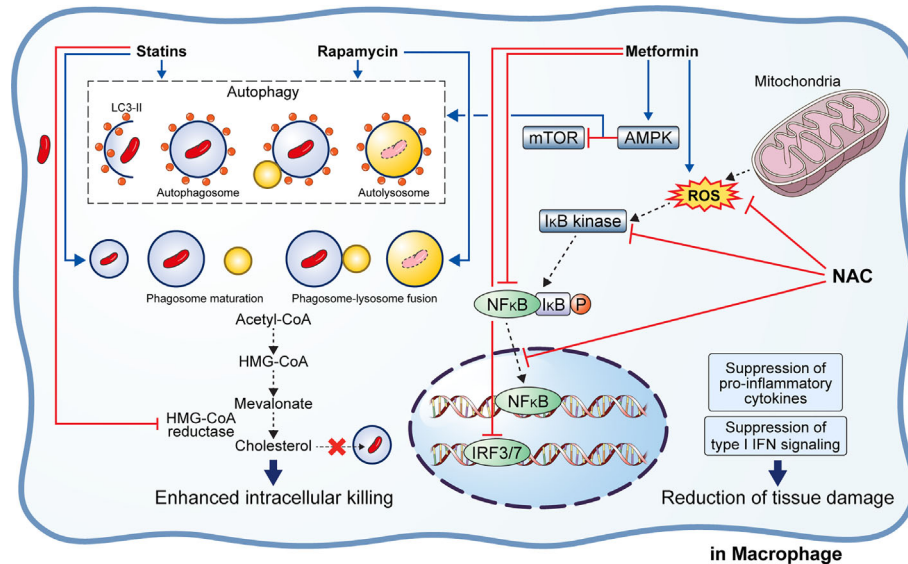 Statins
Rapamycin
Metformin
Autophagy
LC3-II
Autophagosome
Autolysosome
Mitochondria
mTOR
AMPK
ROS
IκB kinase
NAC
Phagosome maturation
Phagosome-lysosome fusion
NFκB
IκB
P
Acetyl-CoA
HMG-CoA
Mevalonate
HMG-CoA
reductase
Cholesterol
NFκB
IRF3/7
Suppression of
pro-inflammatory
cytokines
Suppression of
type I IFN signaling
Enhanced intracellular killing
Reduction of tissue damage
in Macrophage